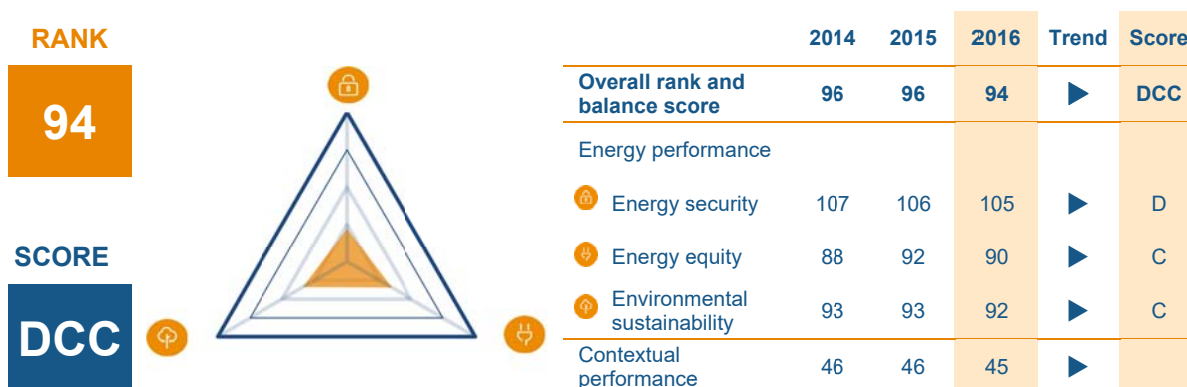 RANK
94
SCORE
DCC
2014 2015 2016 Trend Score
Overall rank and
balance score 96 96 94 DCC
Energy performance
Energy security 107 106 105 D
Energy equity 88 92 90 C
Environmental
sustainability 93 93 92 C
Contextual
performance 46 46 45